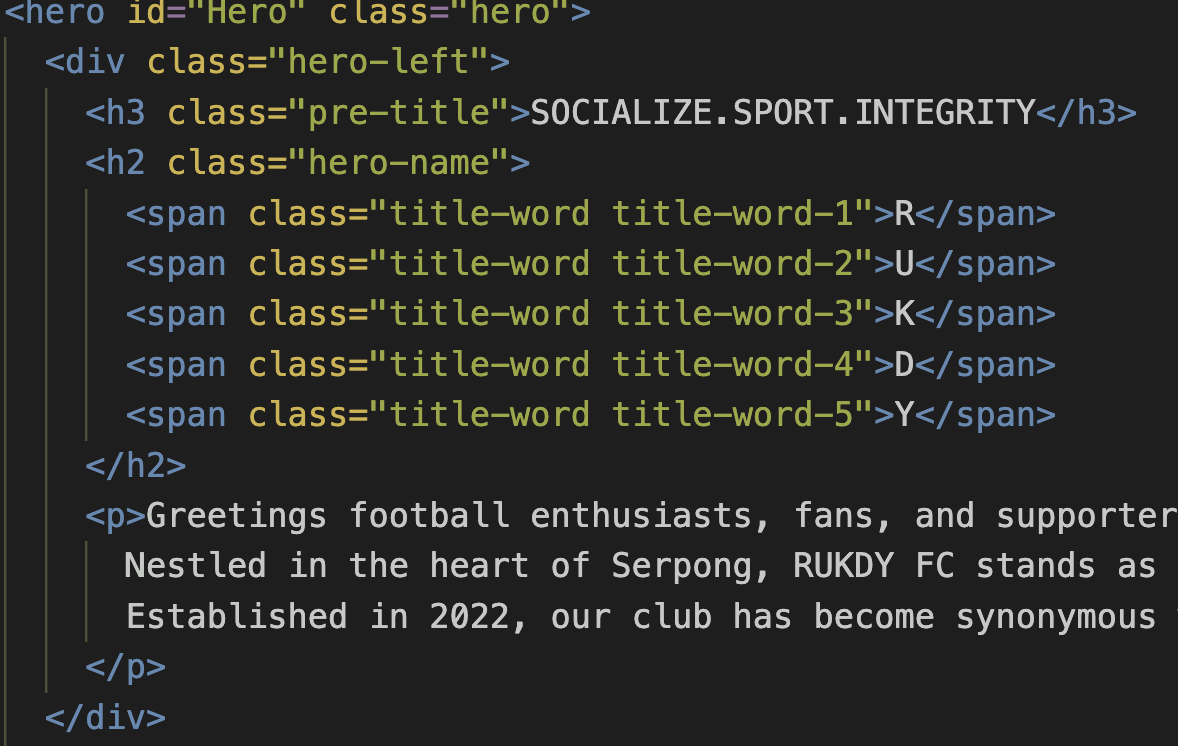 <hero id="Hero" class="hero">
<div class="hero-left">
<h3 class="pre-title">SOCIALIZE.SPORT.INTEGRITY</h3>
<h2 class="hero-name">
<span class="title-word title-word-1">R</span>
<span class="title-word title-word-2">U</span>
<span class="title-word title-word-3">K</span>
<span class="title-word title-word-4">D</span>
<span class="title-word title-word-5">Y</span>
</h2>
<p>Greetings football enthusiasts, fans, and supporter
Nestled in the heart of Serpong, RUKDY FC stands as
Established in 2022, our club has become synonymous
</p>
</div>